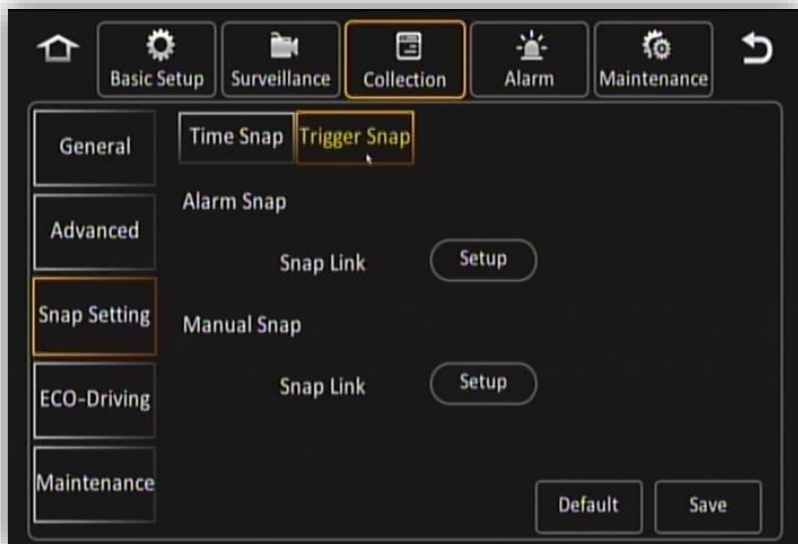 Basic Setup
Surveillance
Collection
Alarm
Maintenance
General
Advanced
Snap Setting
ECO-Driving
Maintenance
Time Snap
Trigger Snap
Alarm Snap
Snap Link
Setup
Manual Snap
Snap Link
Setup
Default
Save